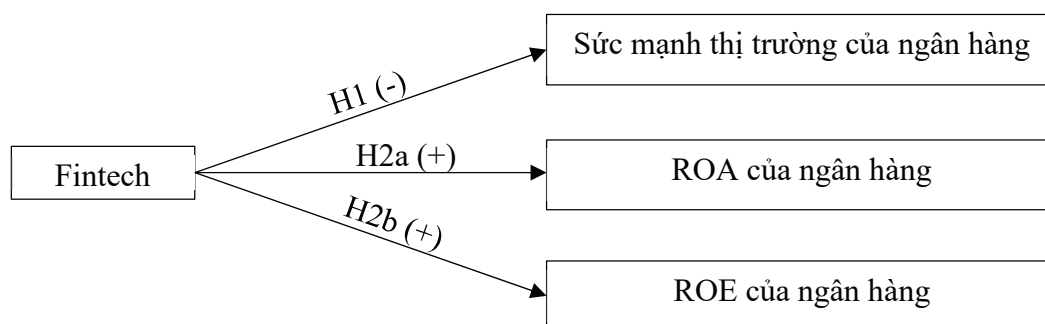 Sức mạnh thị trường của ngân hàng
H1 (-)
Fintech
H2a (+)
ROA của ngân hàng
H2b (+)
ROE của ngân hàng